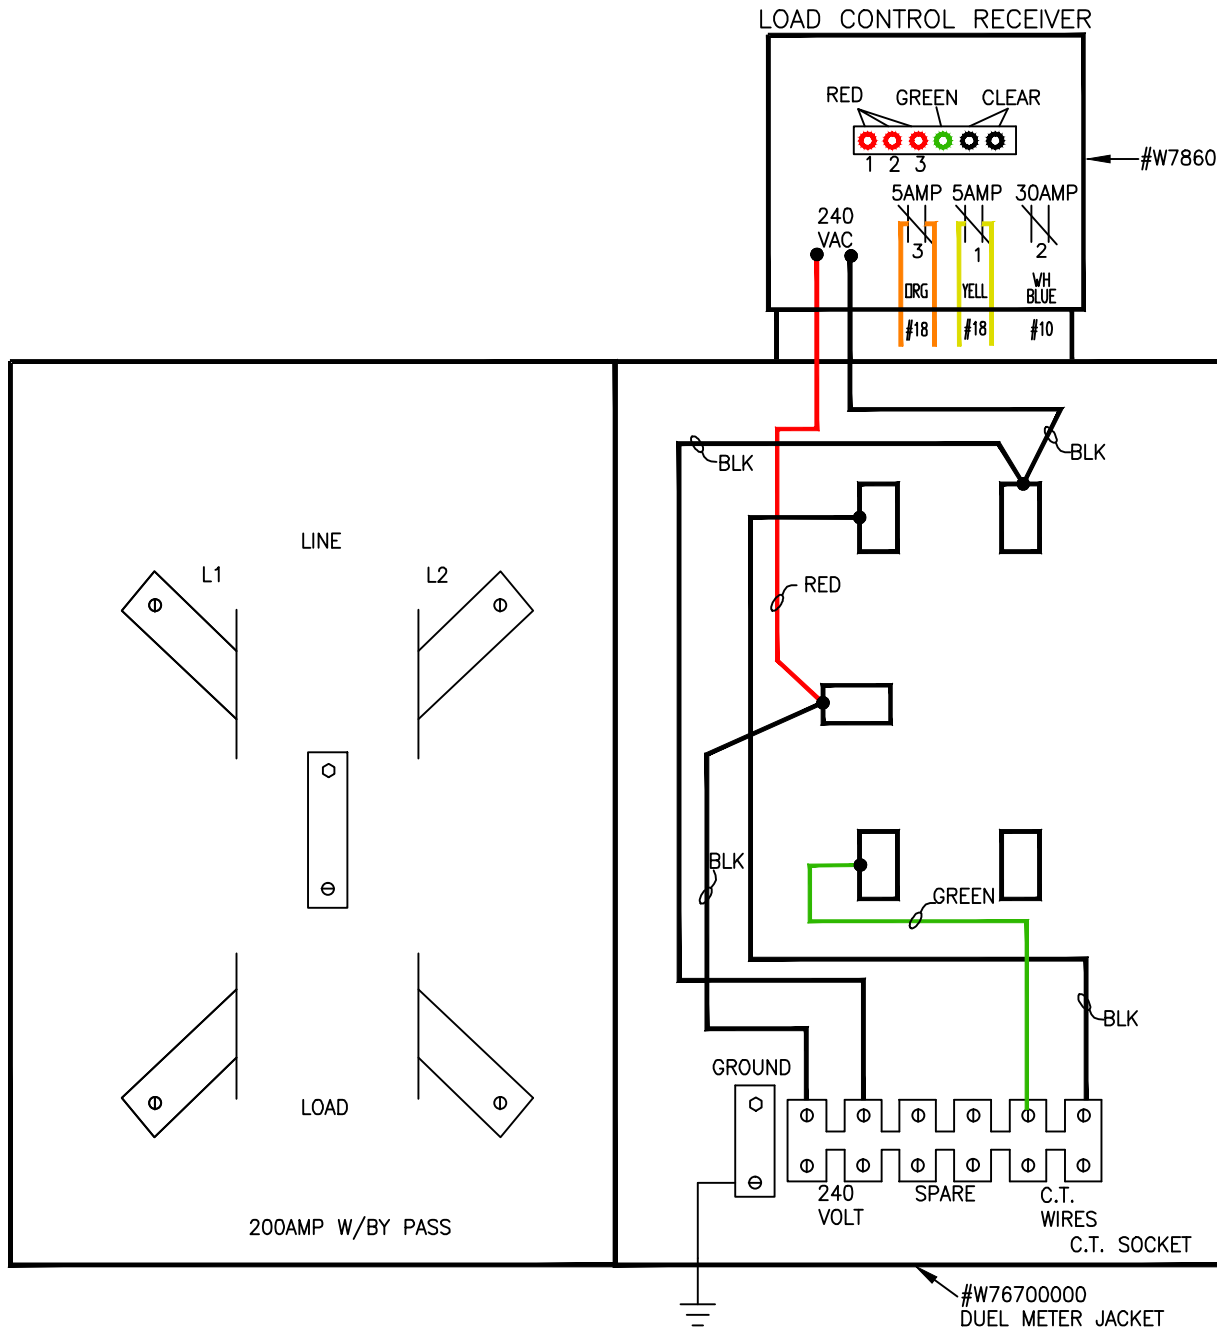 LOAD CONTROL RECEIVER
RED GREEN CLEAR
1 2 3
#W7860
5AMP 5AMP 30AMP
240
VAC
3 1 2
ORG YELL WH
BLUE
#18 #18 #10
BLK BLK
LINE
L1 L2
RED
BLK
GREEN
BLK
GROUND
LOAD
240
VOLT
SPARE
C.T.
WIRES
200AMP W/BY PASS
C.T. SOCKET
#W76700000
DUEL METER JACKET